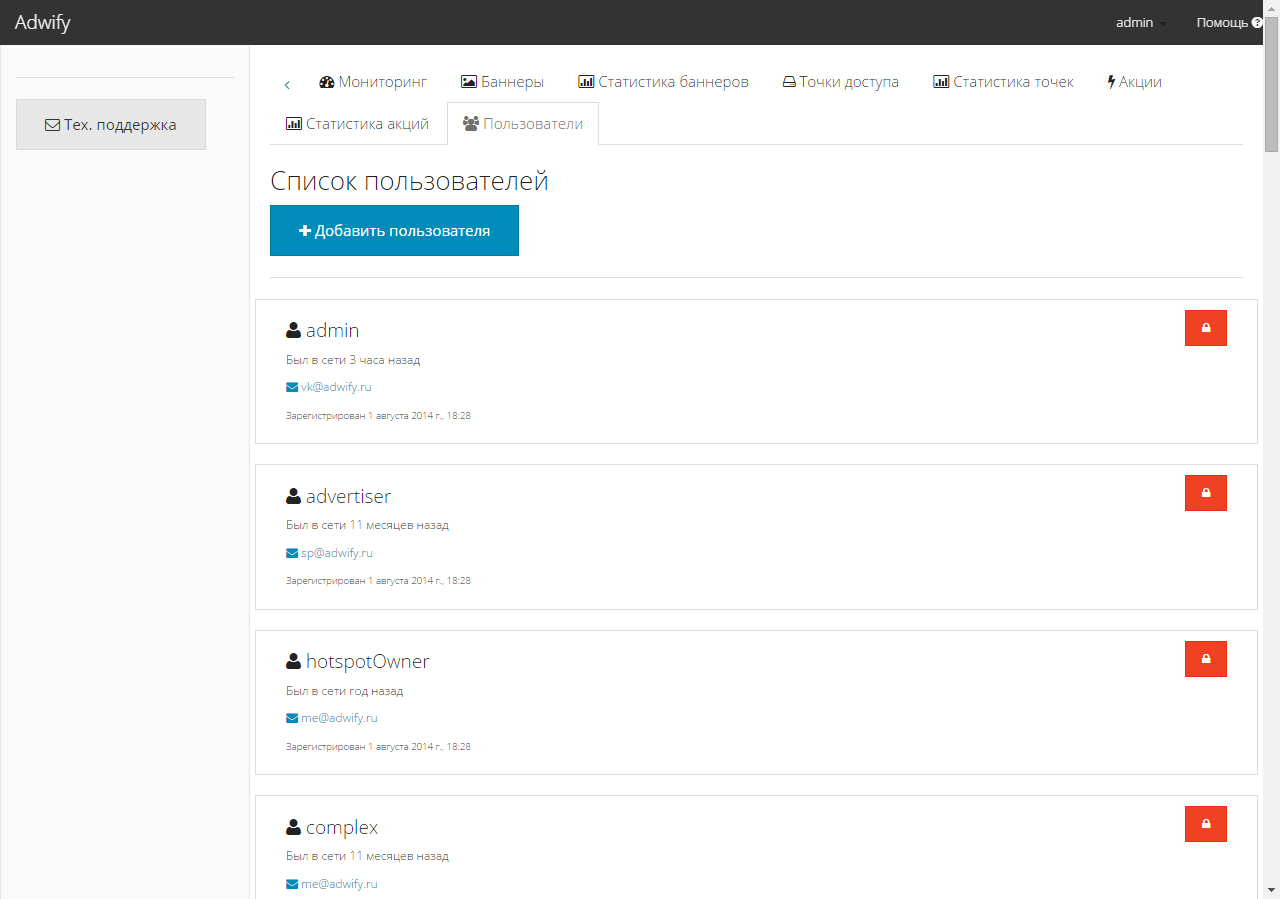 Adwify
admin
Помощь
Мониторинг
Баннеры
Статистика баннеров
Точки доступа
Статистика точек
Акции
Статистика акций
Пользователи
Тех. поддержка
Список пользователей
Добавить пользователя
admin
Был в сети 3 часа назад
vk@adwify.ru
Зарегистрирован 1 августа 2014 г., 18:28
advertiser
Был в сети 11 месяцев назад
sp@adwify.ru
Зарегистрирован 1 августа 2014 г., 18:28
hotspotOwner
Был в сети год назад
me@adwify.ru
Зарегистрирован 1 августа 2014 г., 18:28
complex
Был в сети 11 месяцев назад
me@adwify.ru